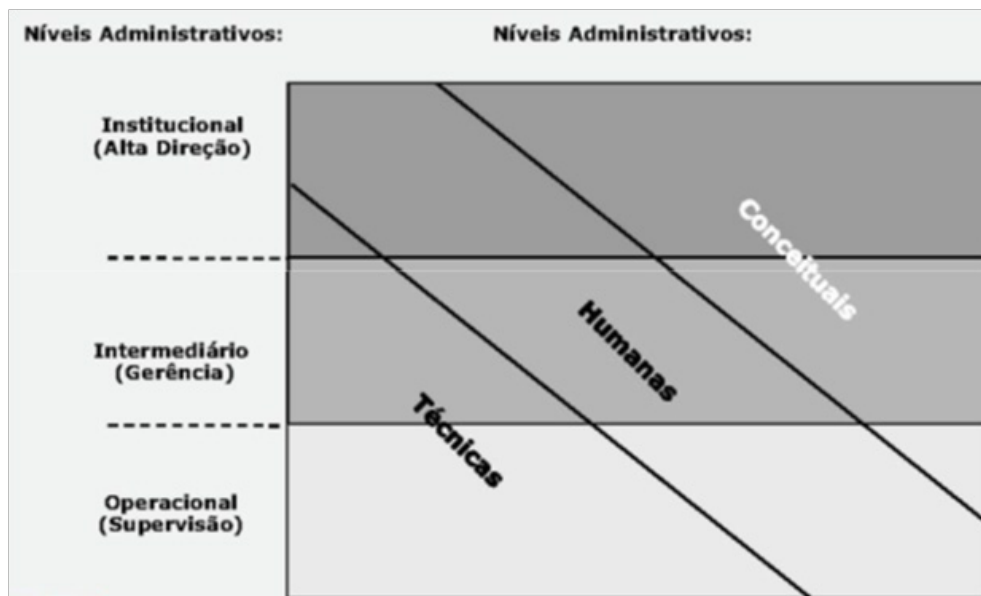 Níveis Administrativos:
Níveis Administrativos:
Institucional
(Alta Direção)
Conceituais
Intermediário
(Gerência)
Humanas
Técnicas
Operacional
(Supervisão)